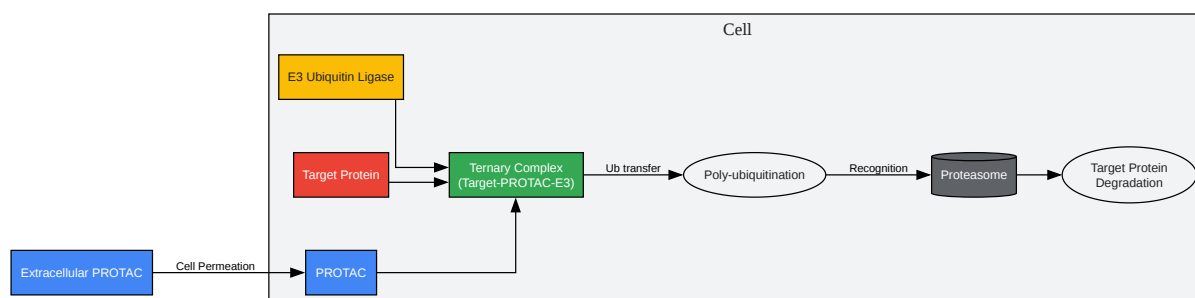 Cell
E3 Ubiquitin Ligase
Target Protein
Ternary Complex
(Target-PROTAC-E3)
Ub transfer
Poly-ubiquitination
Recognition
Proteasome
Target Protein
Degradation
Extracellular PROTAC
Cell Permeation
PROTAC